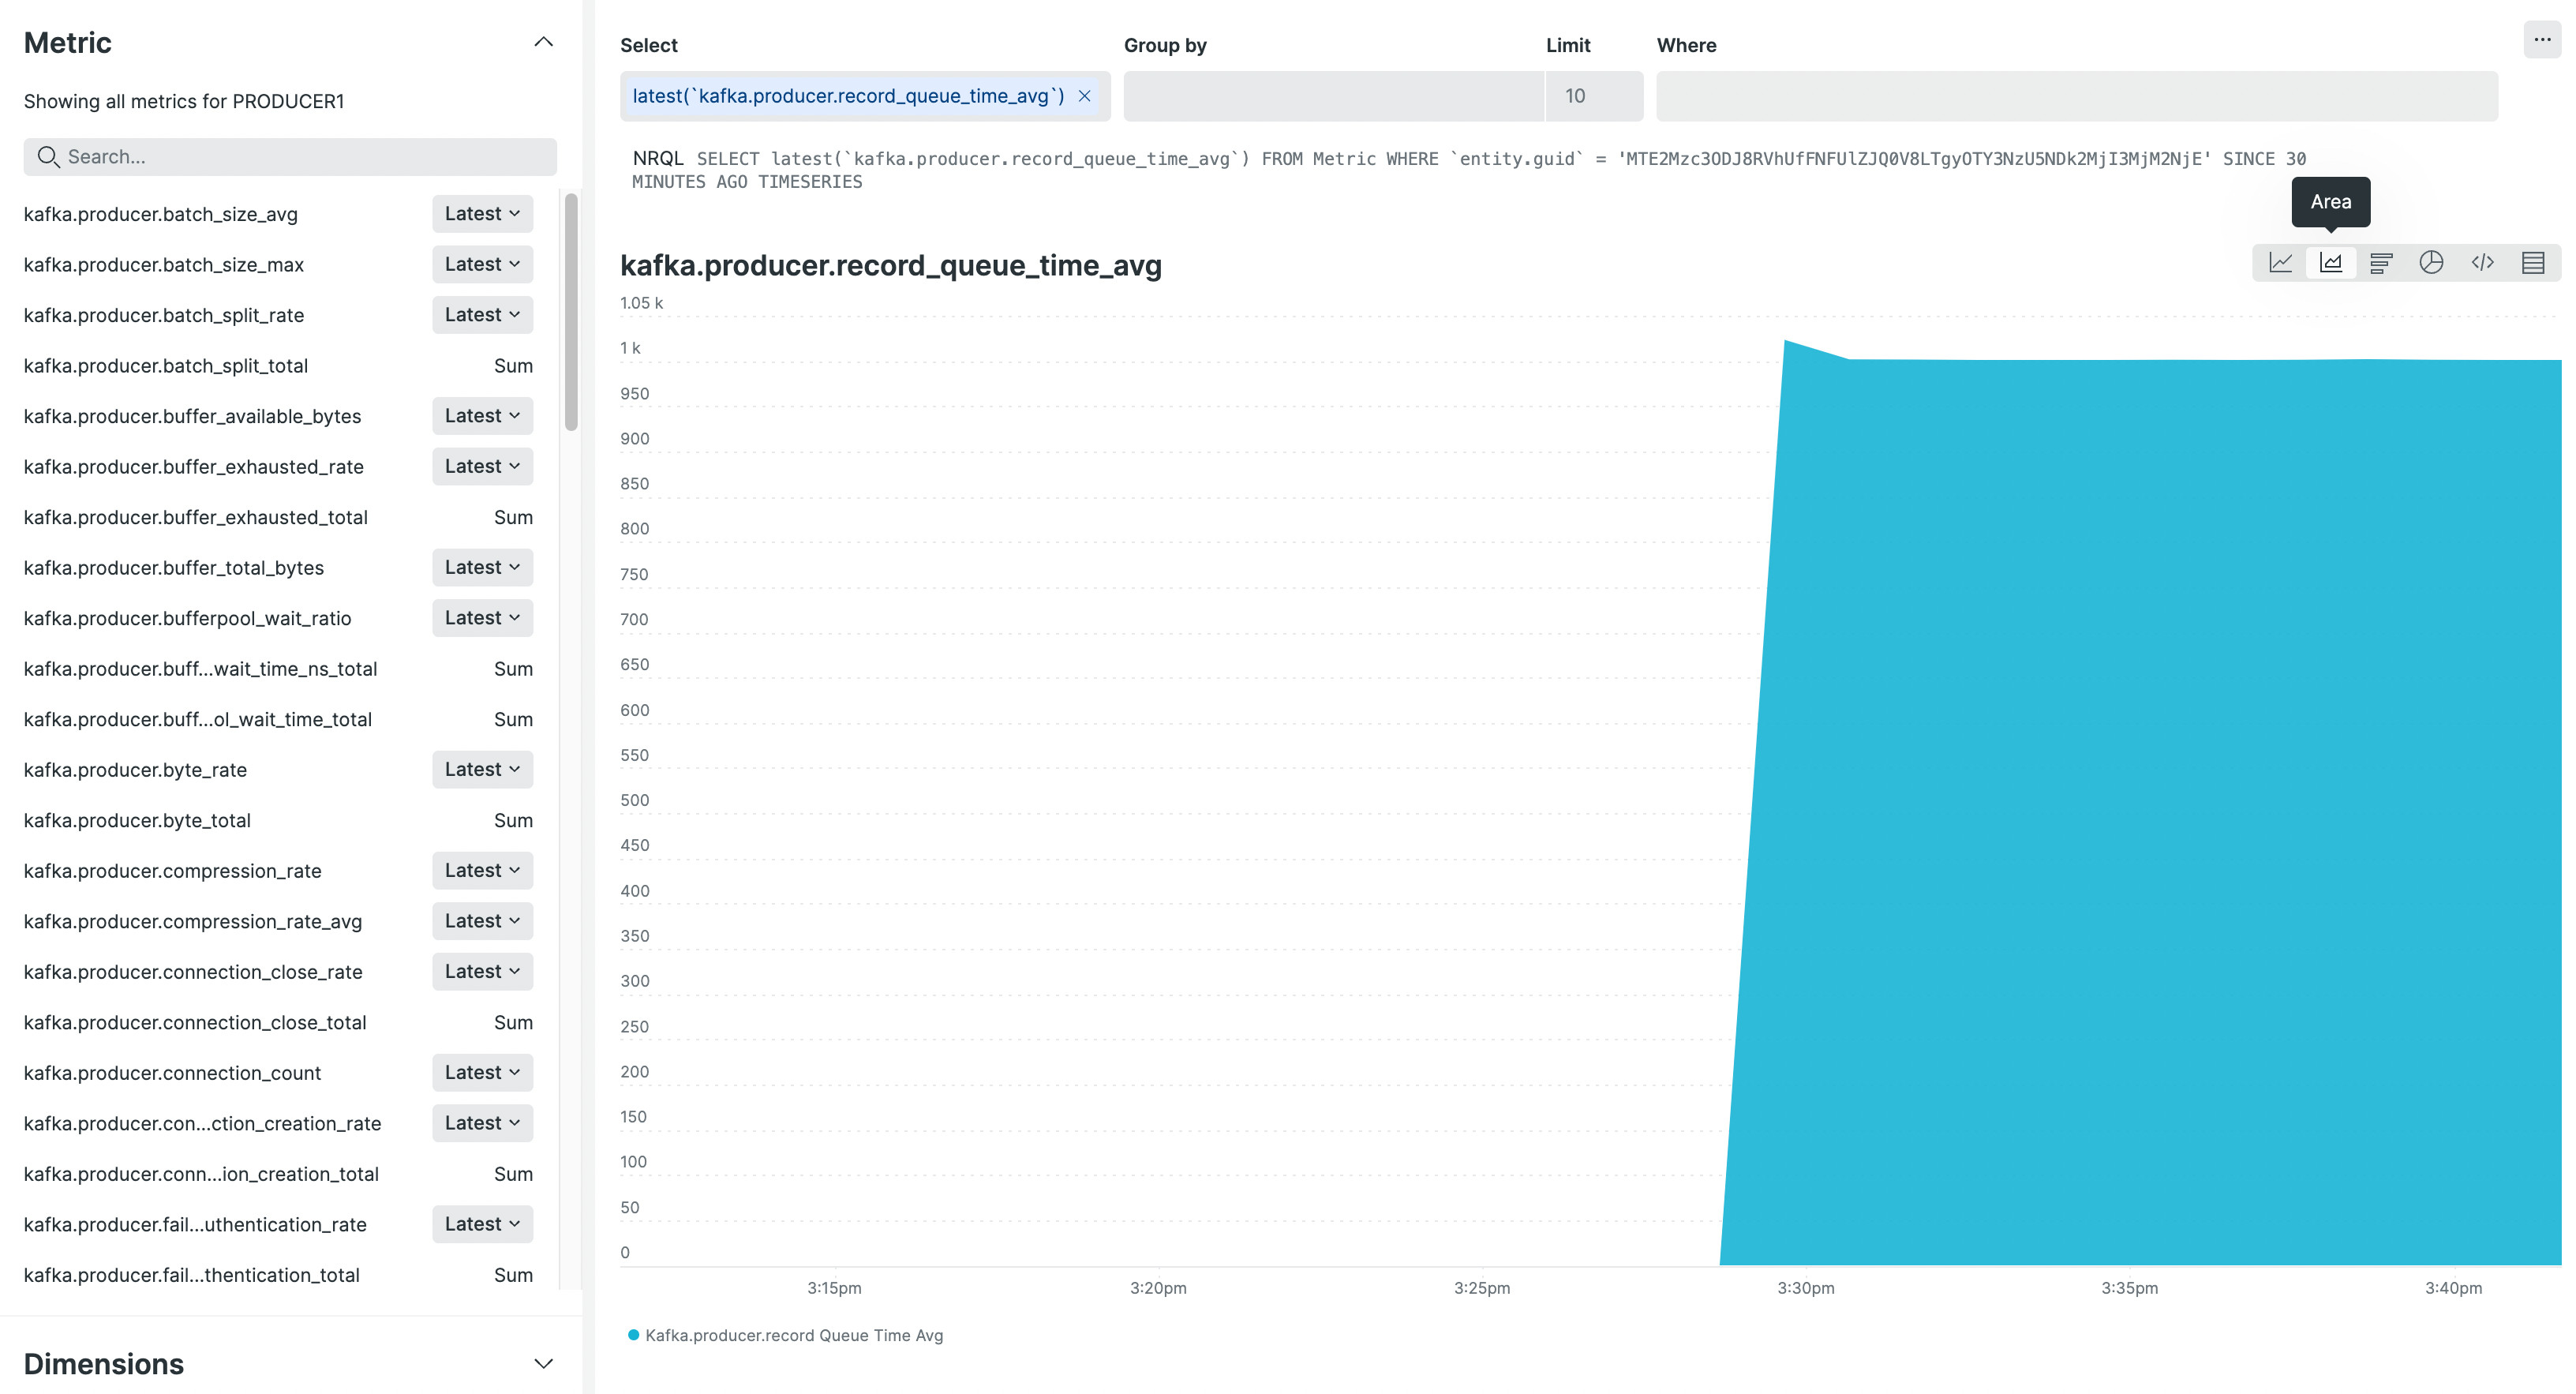 Metric
Showing all metrics for PRODUCER1
Search...
kafka.producer.batch_size_avg Latest
kafka.producer.batch_size_max Latest
kafka.producer.batch_split_rate Latest
kafka.producer.batch_split_total Sum
kafka.producer.buffer_available_bytes Latest
kafka.producer.buffer_exhausted_rate Latest
kafka.producer.buffer_exhausted_total Sum
kafka.producer.buffer_total_bytes Latest
kafka.producer.bufferpool_wait_ratio Latest
kafka.producer.buff...wait_time_ns_total Sum
kafka.producer.buff...ol_wait_time_total Sum
kafka.producer.byte_rate Latest
kafka.producer.byte_total Sum
kafka.producer.compression_rate Latest
kafka.producer.compression_rate_avg Latest
kafka.producer.connection_close_rate Latest
kafka.producer.connection_close_total Sum
kafka.producer.connection_count Latest
kafka.producer.con...ction_creation_rate Latest
kafka.producer.conn...ion_creation_total Sum
kafka.producer.fail...uthentication_rate Latest
kafka.producer.fail...thentication_total Sum
Dimensions
Select Group by Limit Where
latest(`kafka.producer.record_queue_time_avg`) 10
NRQL SELECT latest(`kafka.producer.record_queue_time_avg`) FROM Metric WHERE `entity.guid` = 'MTE2Mzc3ODJ8RVhUfFNFUlZJQ0V8LTgyOTY3NzU5NDk2MjI3MjM2NjE' SINCE 30
MINUTES AGO TIMESERIES
Area
kafka.producer.record_queue_time_avg
1.05 k
1 k
950
900
850
800
750
700
650
600
550
500
450
400
350
300
250
200
150
100
50
0
3:15pm 3:20pm 3:25pm 3:30pm 3:35pm 3:40pm
Kafka.producer.record Queue Time Avg